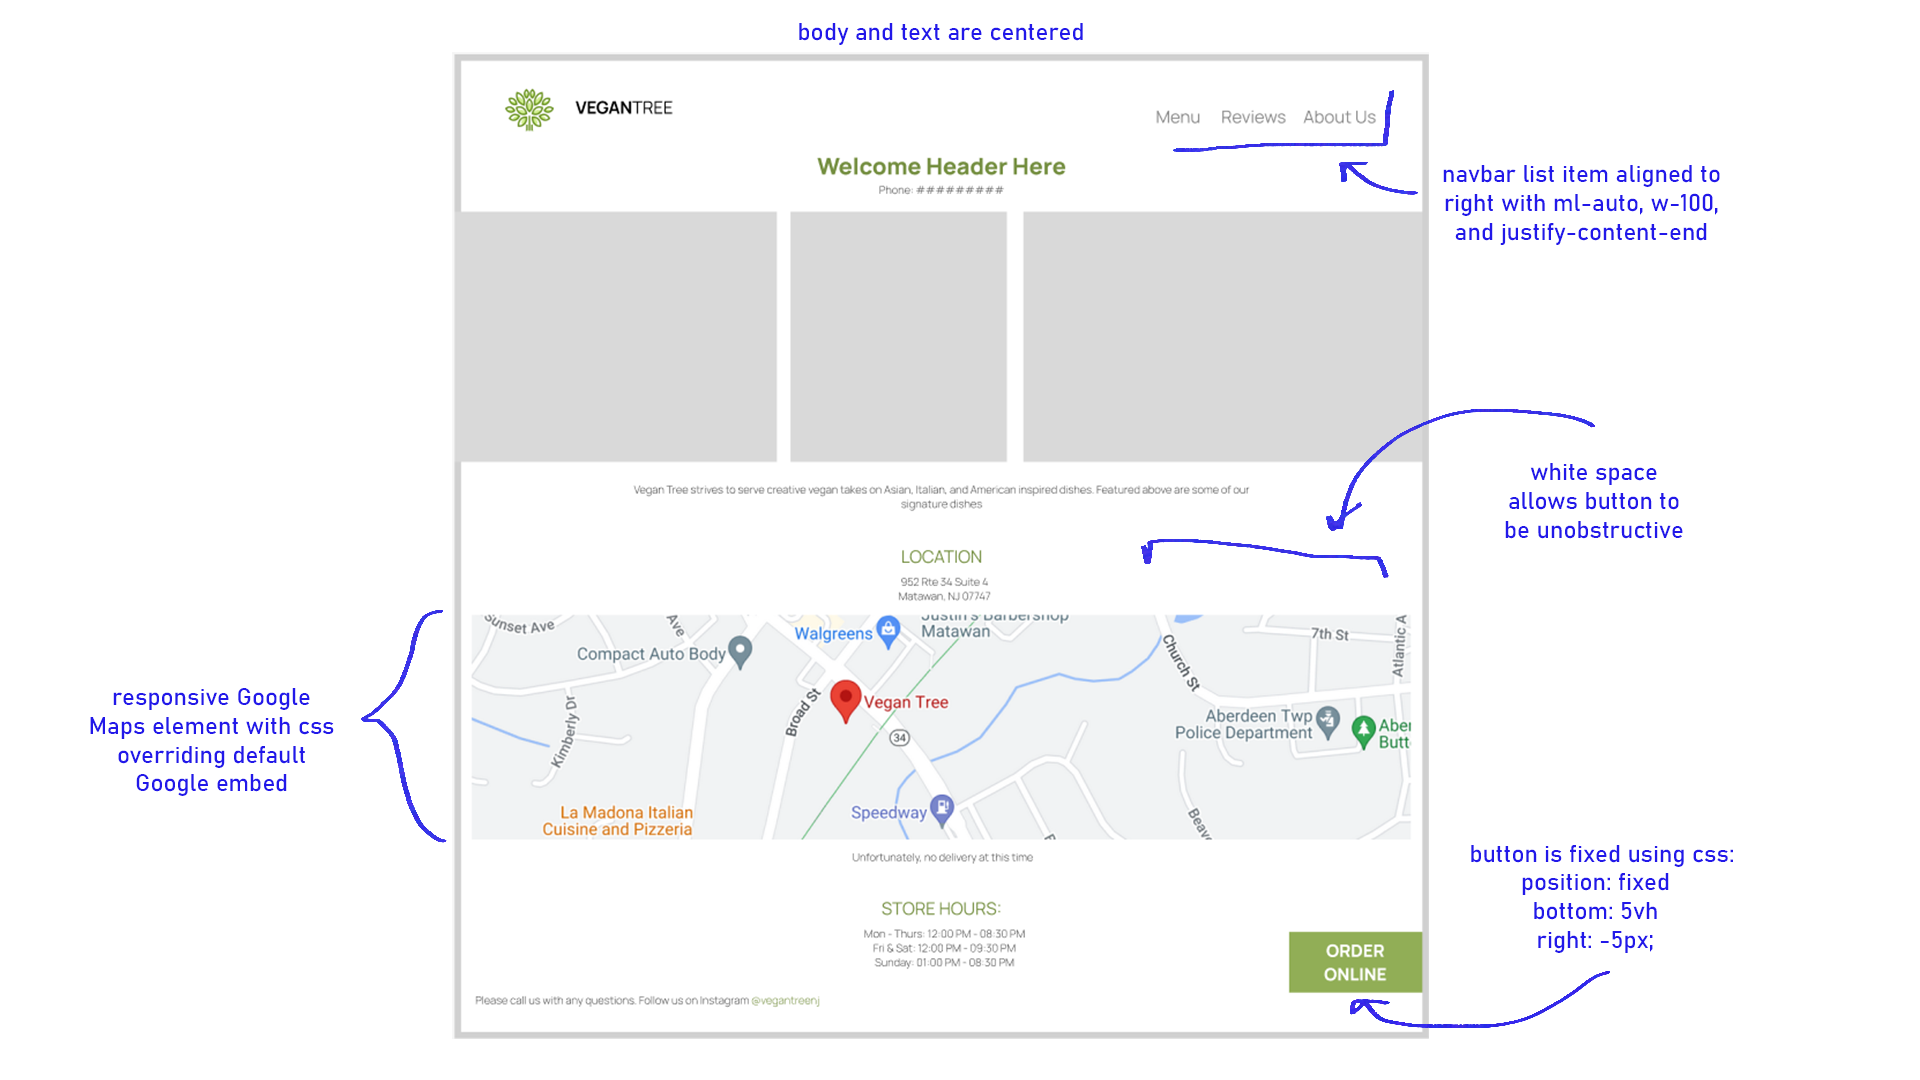 body and text are centered
VEGANTREE
Menu Reviews About Us
Welcome Header Here
Phone: #########
navbar list item aligned to
right with ml-auto, w-100,
and justify-content-end
Vegan Tree strives to serve creative vegan takes on Asian, Italian, and American inspired dishes. Featured above are some of our
signature dishes
white space
allows button to
be unobstructive
LOCATION
952 Rte 34 Suite 4
Matawan, NJ 07747
Sunset Ave
Ave
Walgreens
Justin's Barbershop
Matawan
7th St
Atlantic A
Compact Auto Body
Church St
Broad St
Vegan Tree
Kimberly Dr
34
Aberdeen Twp
Police Department
Aber
Butt
La Madona Italian
Cuisine and Pizzeria
Speedway
Beav
responsive Google
Maps element with css
overriding default
Google embed
Unfortunately, no delivery at this time
STORE HOURS:
Mon - Thurs: 12:00 PM - 08:30 PM
Fri & Sat: 12:00 PM - 09:30 PM
Sunday: 01:00 PM - 08:30 PM
ORDER
ONLINE
button is fixed using css:
position: fixed
bottom: 5vh
right: -5px;
Please call us with any questions. Follow us on Instagram @vegantreenj